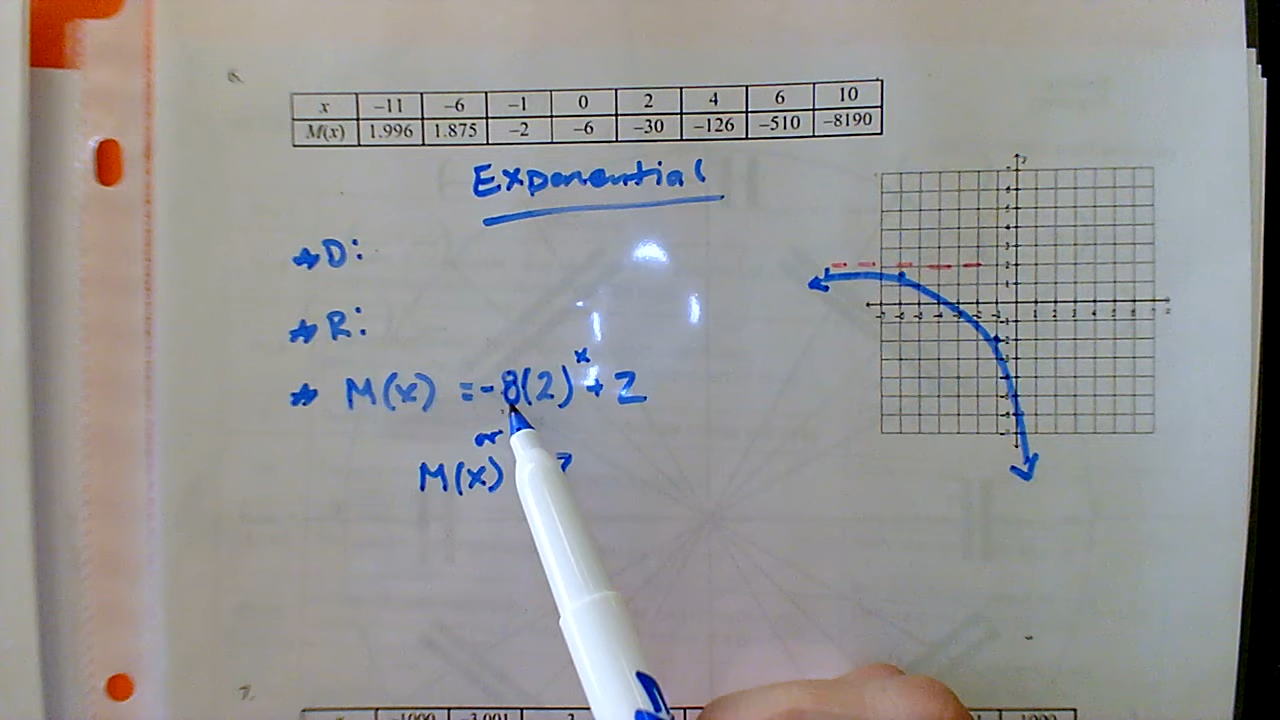 x −11 −6 −1 0 2 4 6 10
M(x) 1.996 1.875 −2 −6 −30 −126 −510 −8190
Exponential
D:
R:
M(x) = -8(2)^x + 2
or
M(x)
7.